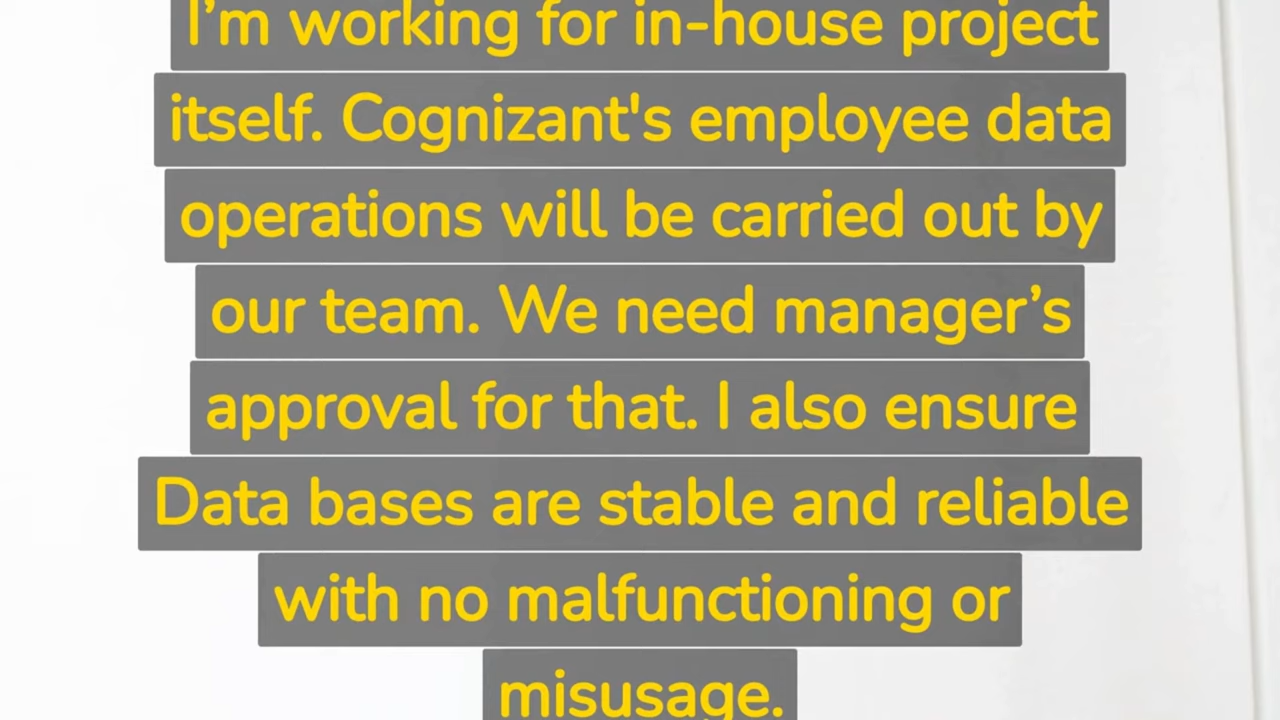 I’m working for in-house project
itself. Cognizant's employee data
operations will be carried out by
our team. We need manager’s
approval for that. I also ensure
Data bases are stable and reliable
with no malfunctioning or
misusage.